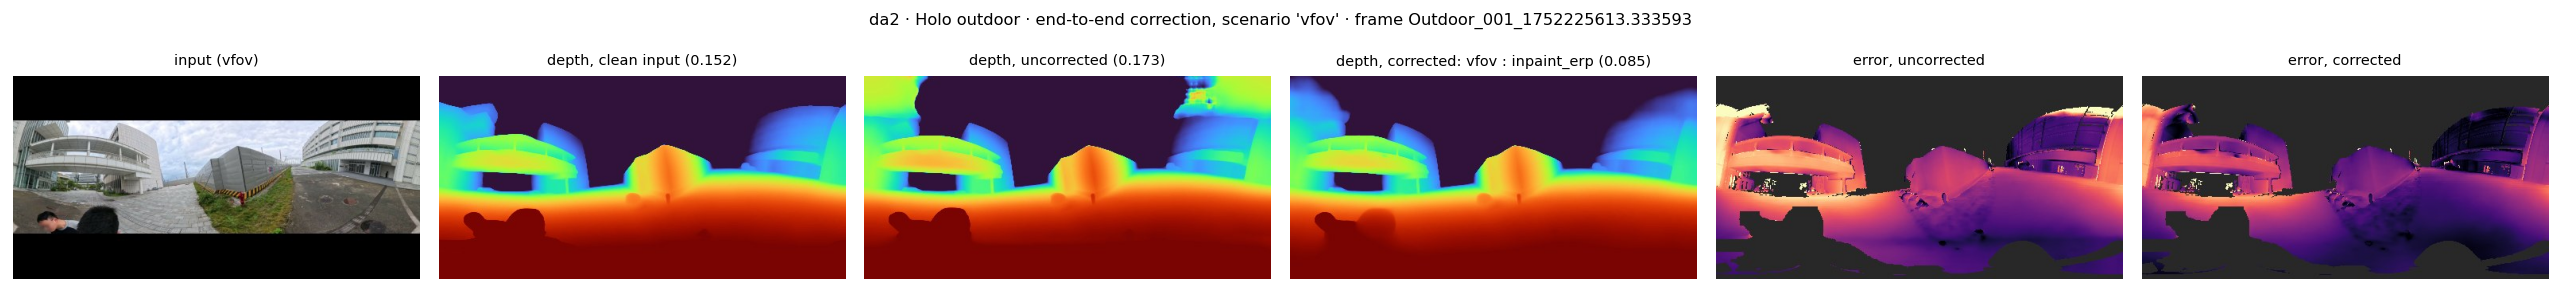 da2 · Holo outdoor · end-to-end correction, scenario 'vfov' · frame Outdoor_001_1752225613.333593
input (vfov)
depth, clean input (0.152)
depth, uncorrected (0.173)
depth, corrected: vfov : inpaint_erp (0.085)
error, uncorrected
error, corrected